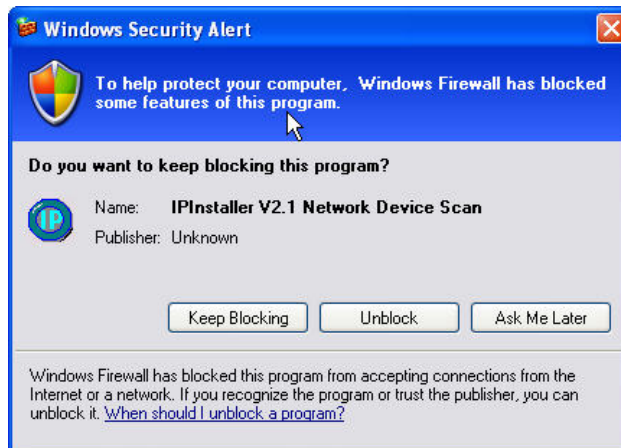 Windows Security Alert
To help protect your computer, Windows Firewall has blocked
some features of this program.
Do you want to keep blocking this program?
IP
Name: IPInstaller V2.1 Network Device Scan
Publisher: Unknown
Keep Blocking Unblock Ask Me Later
Windows Firewall has blocked this program from accepting connections from the
Internet or a network. If you recognize the program or trust the publisher, you can
unblock it. When should I unblock a program?